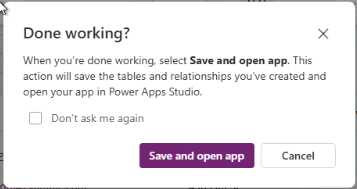 Done working?
When you're done working, select Save and open app. This
action will save the tables and relationships you've created and
open your app in Power Apps Studio.
Don't ask me again
Save and open app
Cancel